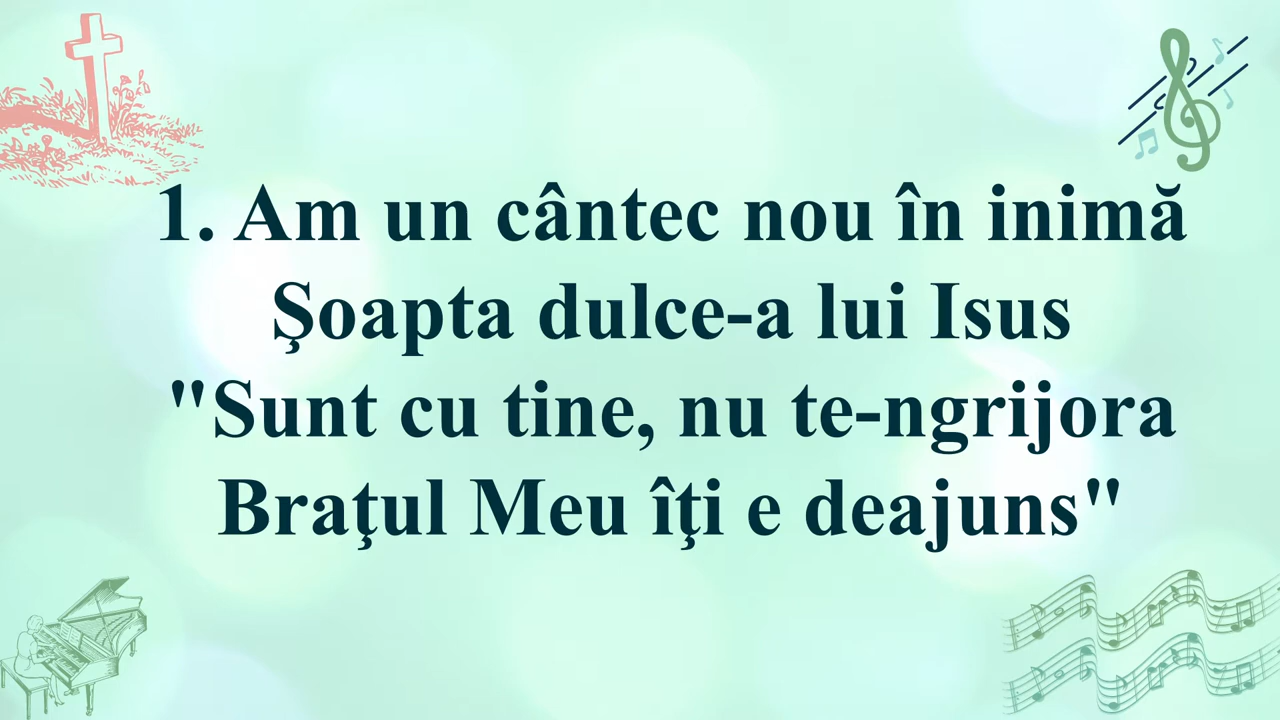 1. Am un cântec nou în inimă
Şoapta dulce-a lui Isus
"Sunt cu tine, nu te-ngrijora
Braţul Meu îţi e deajuns"